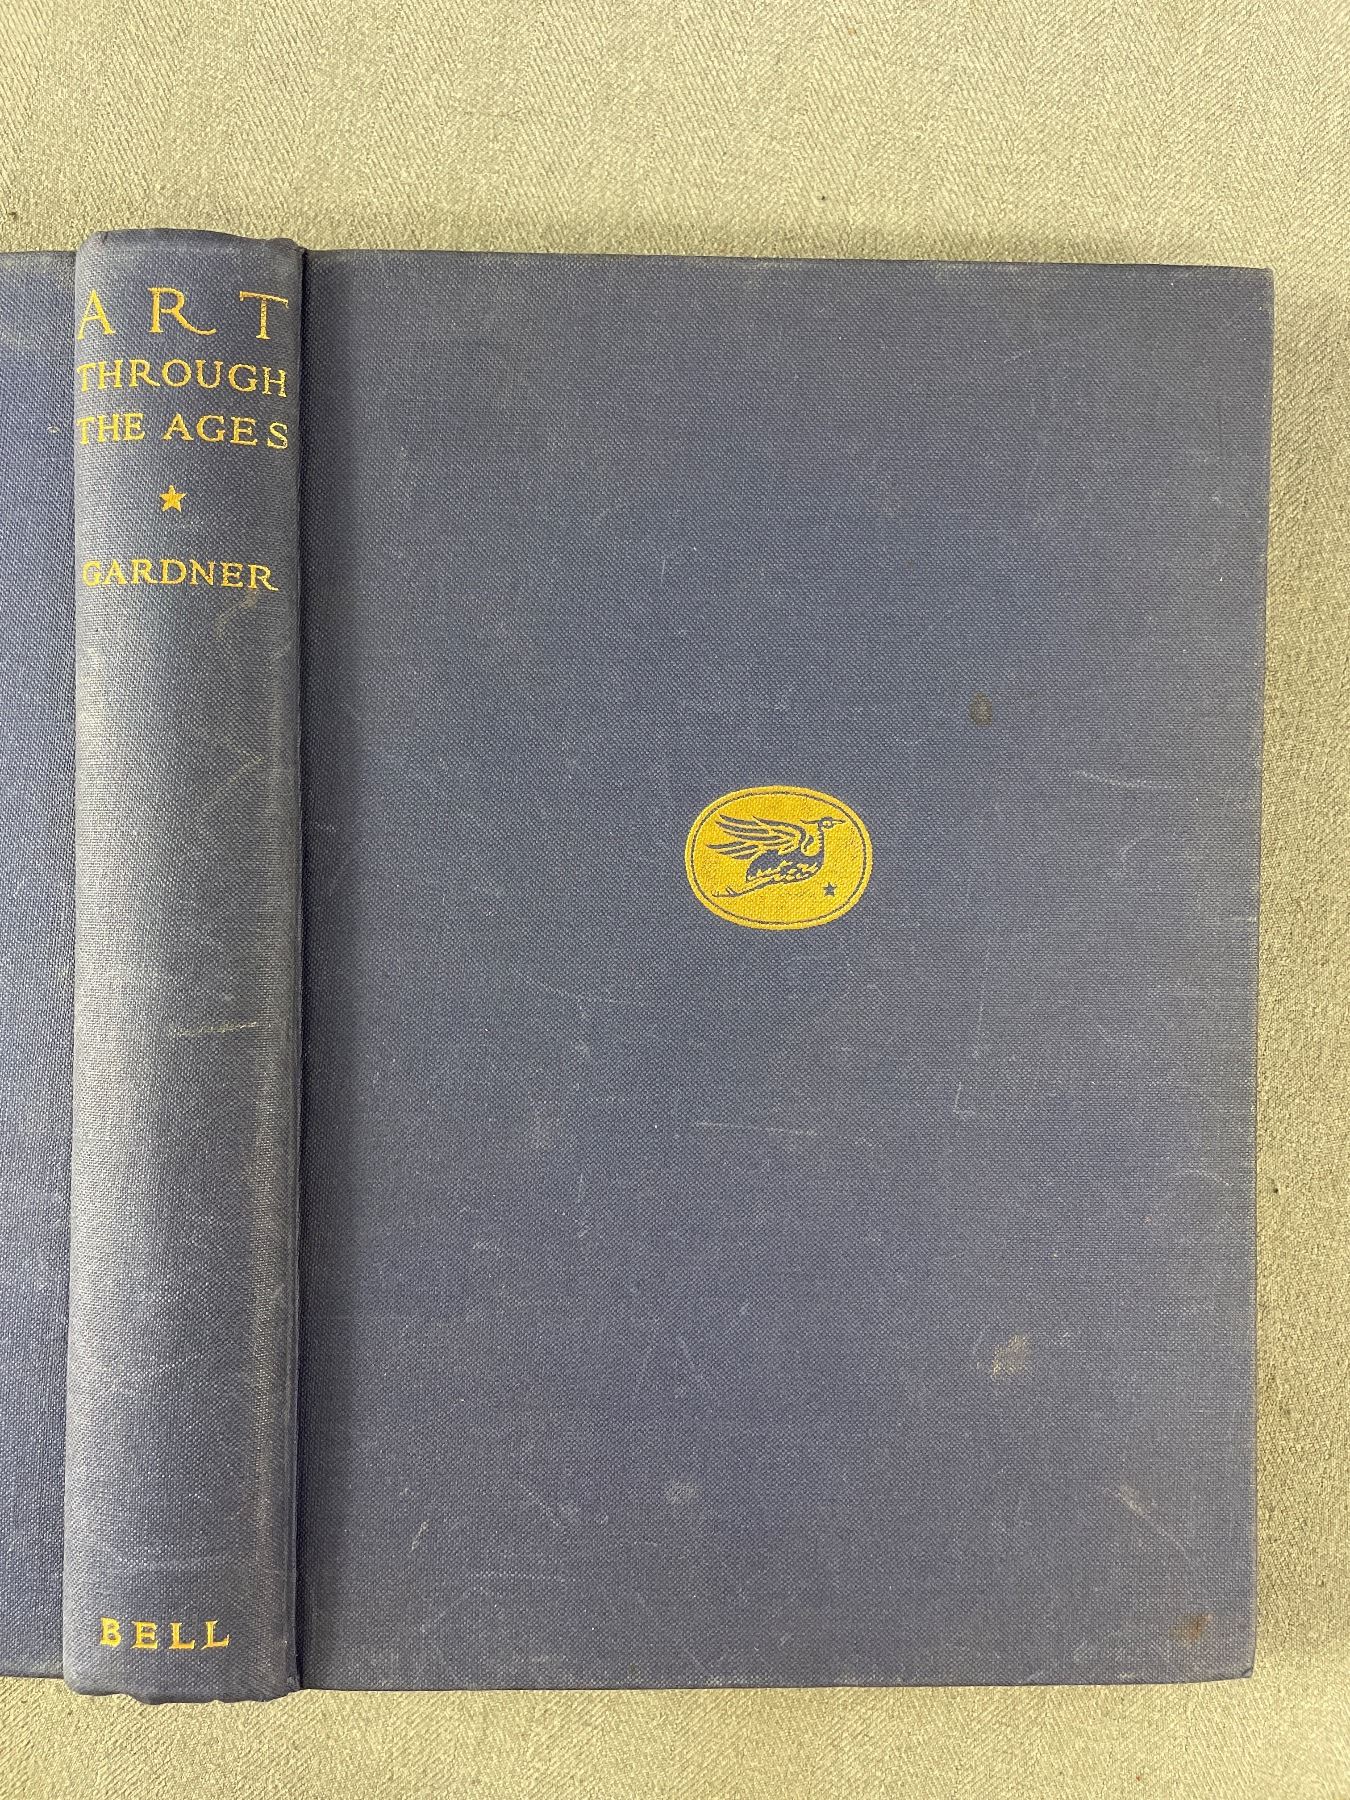 ART
THROUGH
THE AGES
GARDNER
BELL